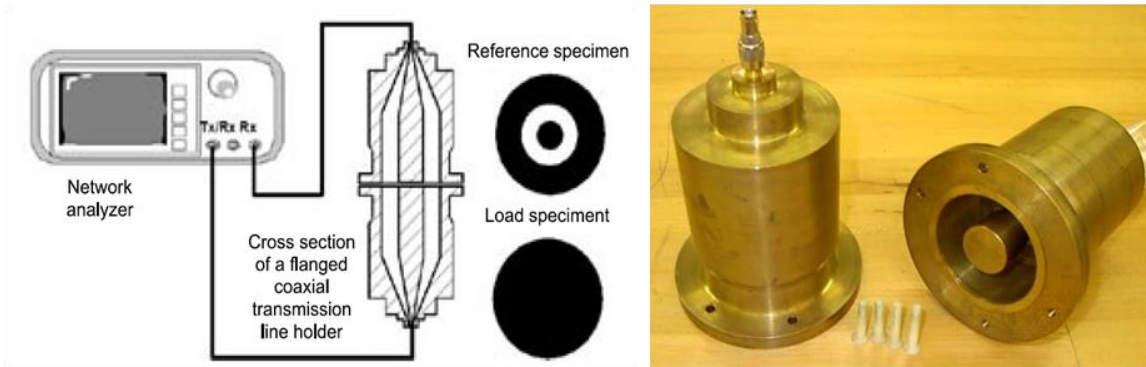 Tx/Rx Rx
Network
analyzer
Cross section
of a flanged
coaxial
transmission
line holder
Reference specimen
Load speciment